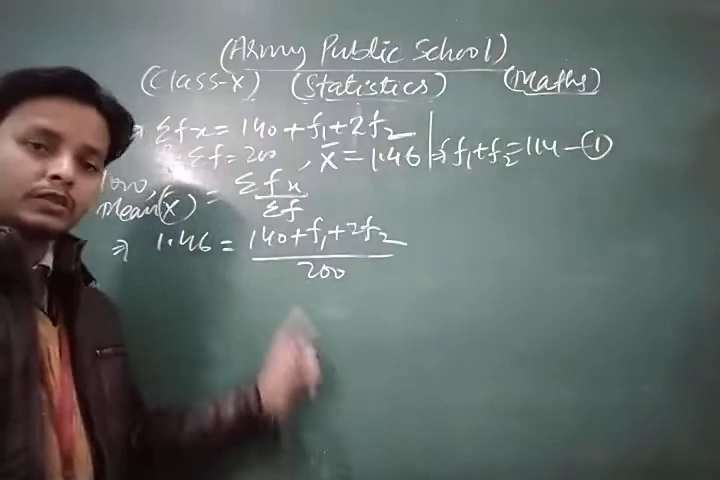 (Army Public School)
(Class-X) (Statistics) (Maths)
Σfx = 140 + f₁ + 2f₂
Σf = 200 , x̄ = 1.46 ⇒ f₁ + f₂ = 114 - ①
Mean(x̄) = Σfx / Σf
⇒ 1.46 = 140 + f₁ + 2f₂ / 200